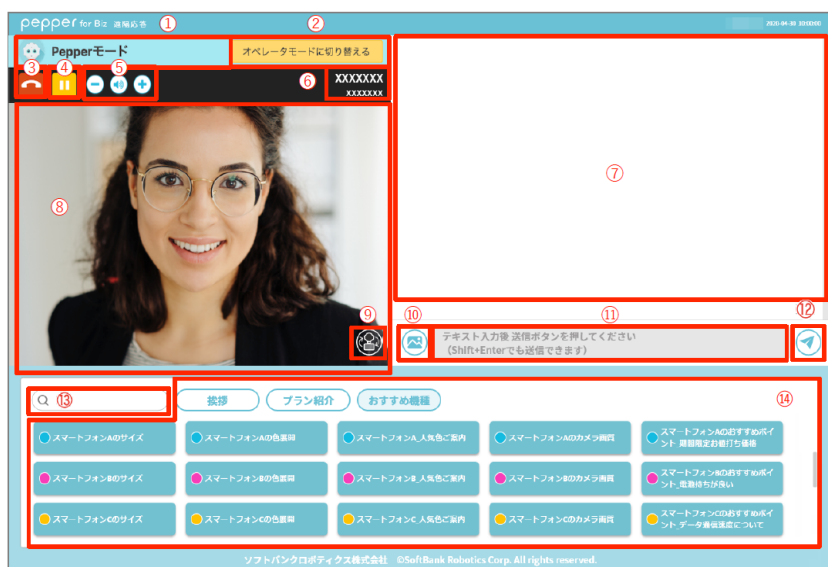 pepper for Biz 遠隔応答 ①
②
2020-04-30 10:00:00
Pepperモード
オペレータモードに切り替える
③ ④ ⑤
⑥
XXXXXXX
XXXXXXX
⑦
⑧
⑨
⑩
⑪
⑫
テキスト入力後 送信ボタンを押してください
（Shift+Enterでも送信できます）
⑬
挨拶
プラン紹介
おすすめ機種
⑭
スマートフォンAのサイズ
スマートフォンAの色展開
スマートフォンA_人気色ご案内
スマートフォンAのカメラ画質
スマートフォンAのおすすめポイ
ント_期間限定お値打ち価格
スマートフォンBのサイズ
スマートフォンBの色展開
スマートフォンB_人気色ご案内
スマートフォンBのカメラ画質
スマートフォンBのおすすめポイ
ント_電池持ちが良い
スマートフォンCのサイズ
スマートフォンCの色展開
スマートフォンC_人気色ご案内
スマートフォンCのカメラ画質
スマートフォンCのおすすめポイ
ント_データ通信速度について
ソフトバンクロボティクス株式会社 ©SoftBank Robotics Corp. All rights reserved.